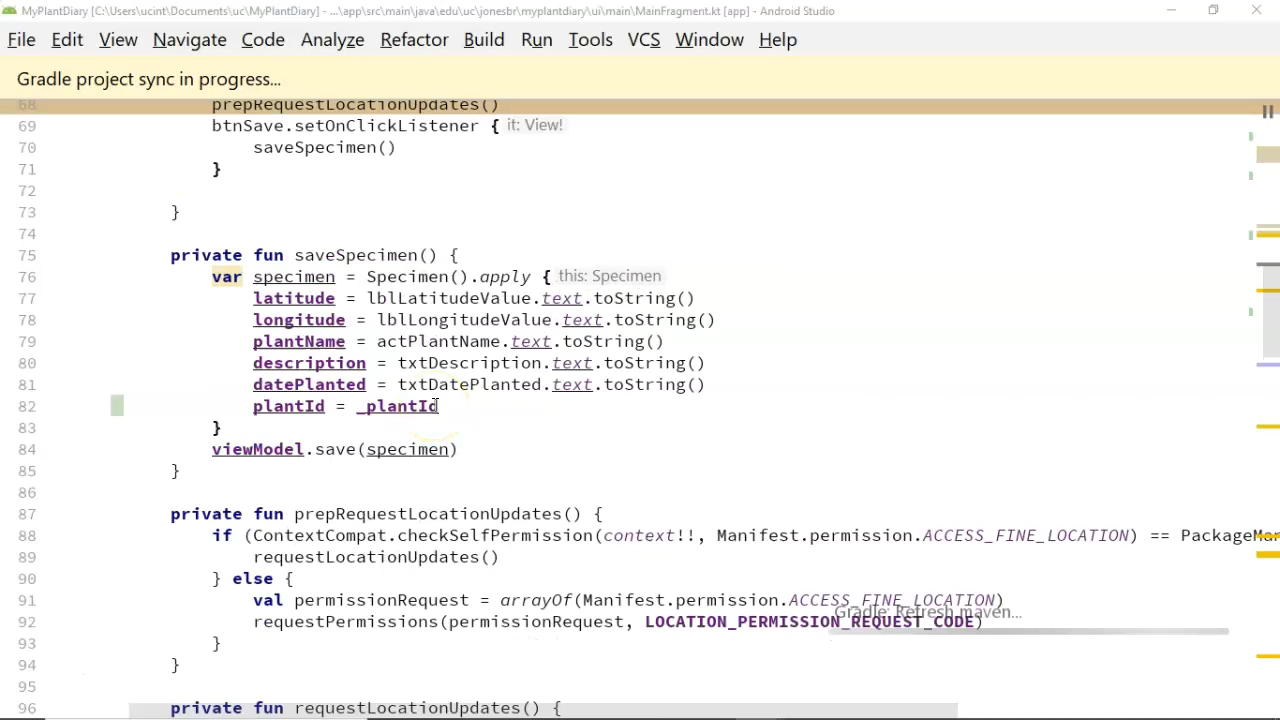 MyPlantDiary [C:\Users\ucint\Documents\uc\MyPlantDiary] - ...\app\src\main\java\edu\uc\jonesbr\myplantdiary\ui\main\MainFragment.kt [app] - Android Studio
File Edit View Navigate Code Analyze Refactor Build Run Tools VCS Window Help
Gradle project sync in progress...
68 prepRequestLocationUpdates()
69 btnSave.setOnClickListener { it: View!
70 saveSpecimen()
71 }
72
73 }
74
75 private fun saveSpecimen() {
76 var specimen = Specimen().apply { this: Specimen
77 latitude = lblLatitudeValue.text.toString()
78 longitude = lblLongitudeValue.text.toString()
79 plantName = actPlantName.text.toString()
80 description = txtDescription.text.toString()
81 datePlanted = txtDatePlanted.text.toString()
82 plantId = _plantId
83 }
84 viewModel.save(specimen)
85 }
86
87 private fun prepRequestLocationUpdates() {
88 if (ContextCompat.checkSelfPermission(context!!, Manifest.permission.ACCESS_FINE_LOCATION) == PackageMan
89 requestLocationUpdates()
90 } else {
91 val permissionRequest = arrayOf(Manifest.permission.ACCESS_FINE_LOCATION)
Gradle: Refresh maven...
92 requestPermissions(permissionRequest, LOCATION_PERMISSION_REQUEST_CODE)
93 }
94 }
95
96 private fun requestLocationUpdates() {